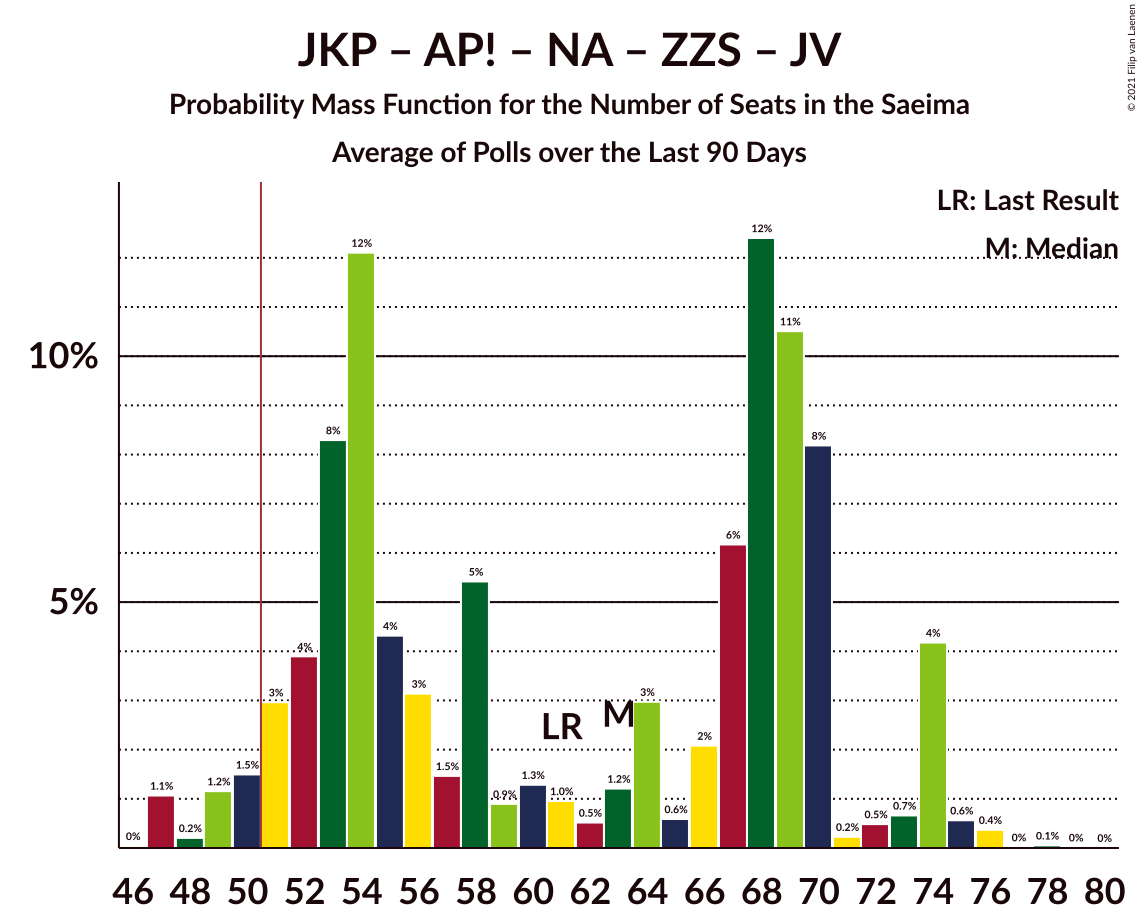 JKP – AP! – NA – ZZS – JV
Probability Mass Function for the Number of Seats in the Saeima
Average of Polls over the Last 90 Days
© 2021 Filip van Laenen
LR: Last Result
M: Median
10%
5%
0% 1.1% 0.2% 1.2% 1.5% 3% 4% 8% 12% 4% 3% 1.5% 5% 0.9% 1.3% 1.0% 0.5% 1.2% 3% 0.6% 2% 6% 12% 11% 8% 0.2% 0.5% 0.7% 4% 0.6% 0.4% 0% 0.1% 0% 0%
LR M
46 48 50 52 54 56 58 60 62 64 66 68 70 72 74 76 78 80